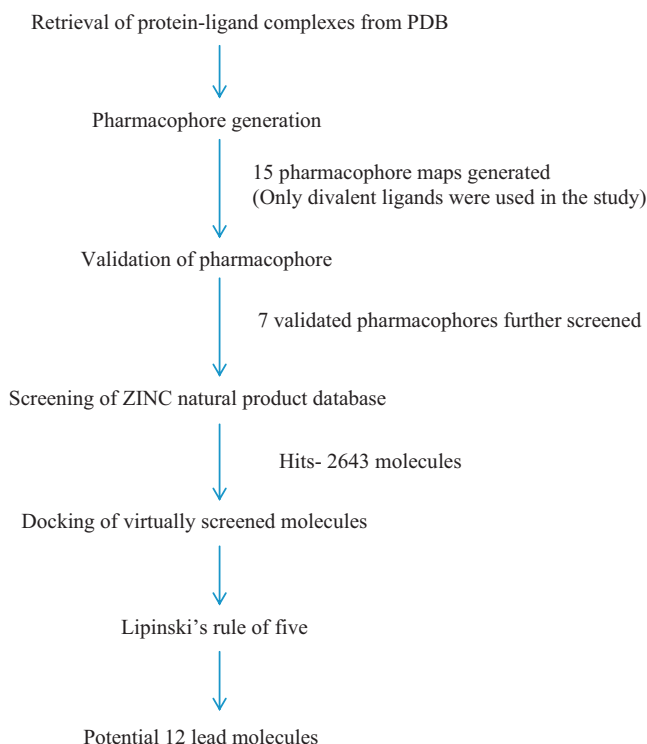 Retrieval of protein-ligand complexes from PDB
Pharmacophore generation
15 pharmacophore maps generated
(Only divalent ligands were used in the study)
Validation of pharmacophore
7 validated pharmacophores further screened
Screening of ZINC natural product database
Hits- 2643 molecules
Docking of virtually screened molecules
Lipinski’s rule of five
Potential 12 lead molecules